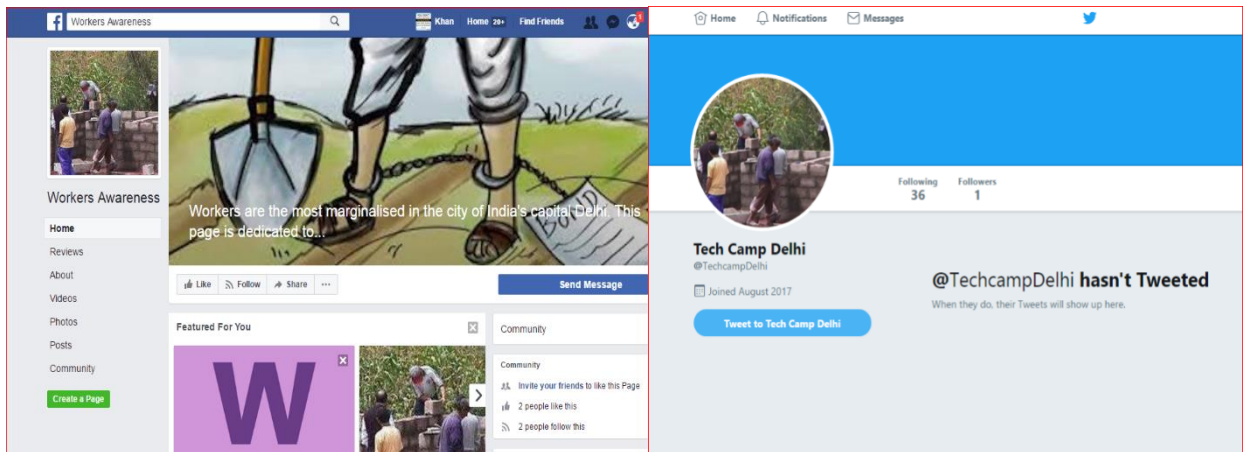 f Workers Awareness
Khan Home 20+ Find Friends
Workers Awareness
Home
Reviews
About
Videos
Photos
Posts
Community
Create a Page
Workers are the most marginalised in the city of India's capital Delhi. This
page is dedicated to...
BOND
Like Follow Share ...
Send Message
Featured For You
W
Community
Community
Invite your friends to like this Page
2 people like this
2 people follow this
Home Notifications Messages
Following Followers
36 1
Tech Camp Delhi
@TechcampDelhi
Joined August 2017
Tweet to Tech Camp Delhi
@TechcampDelhi hasn't Tweeted
When they do, their Tweets will show up here.